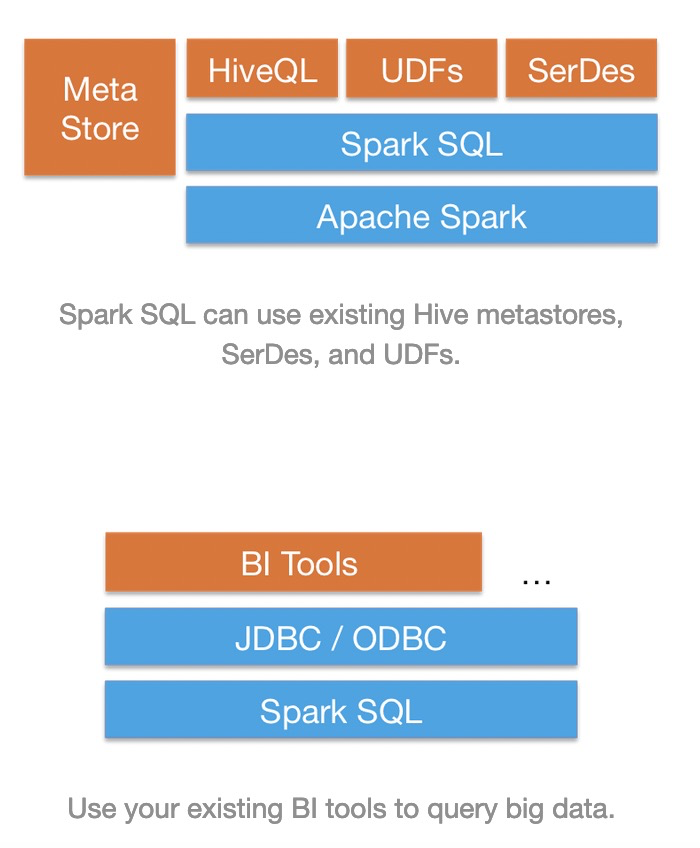 Meta
Store
HiveQL
UDFs
SerDes
Spark SQL
Apache Spark
Spark SQL can use existing Hive metastores,
SerDes, and UDFs.
BI Tools
...
JDBC / ODBC
Spark SQL
Use your existing BI tools to query big data.